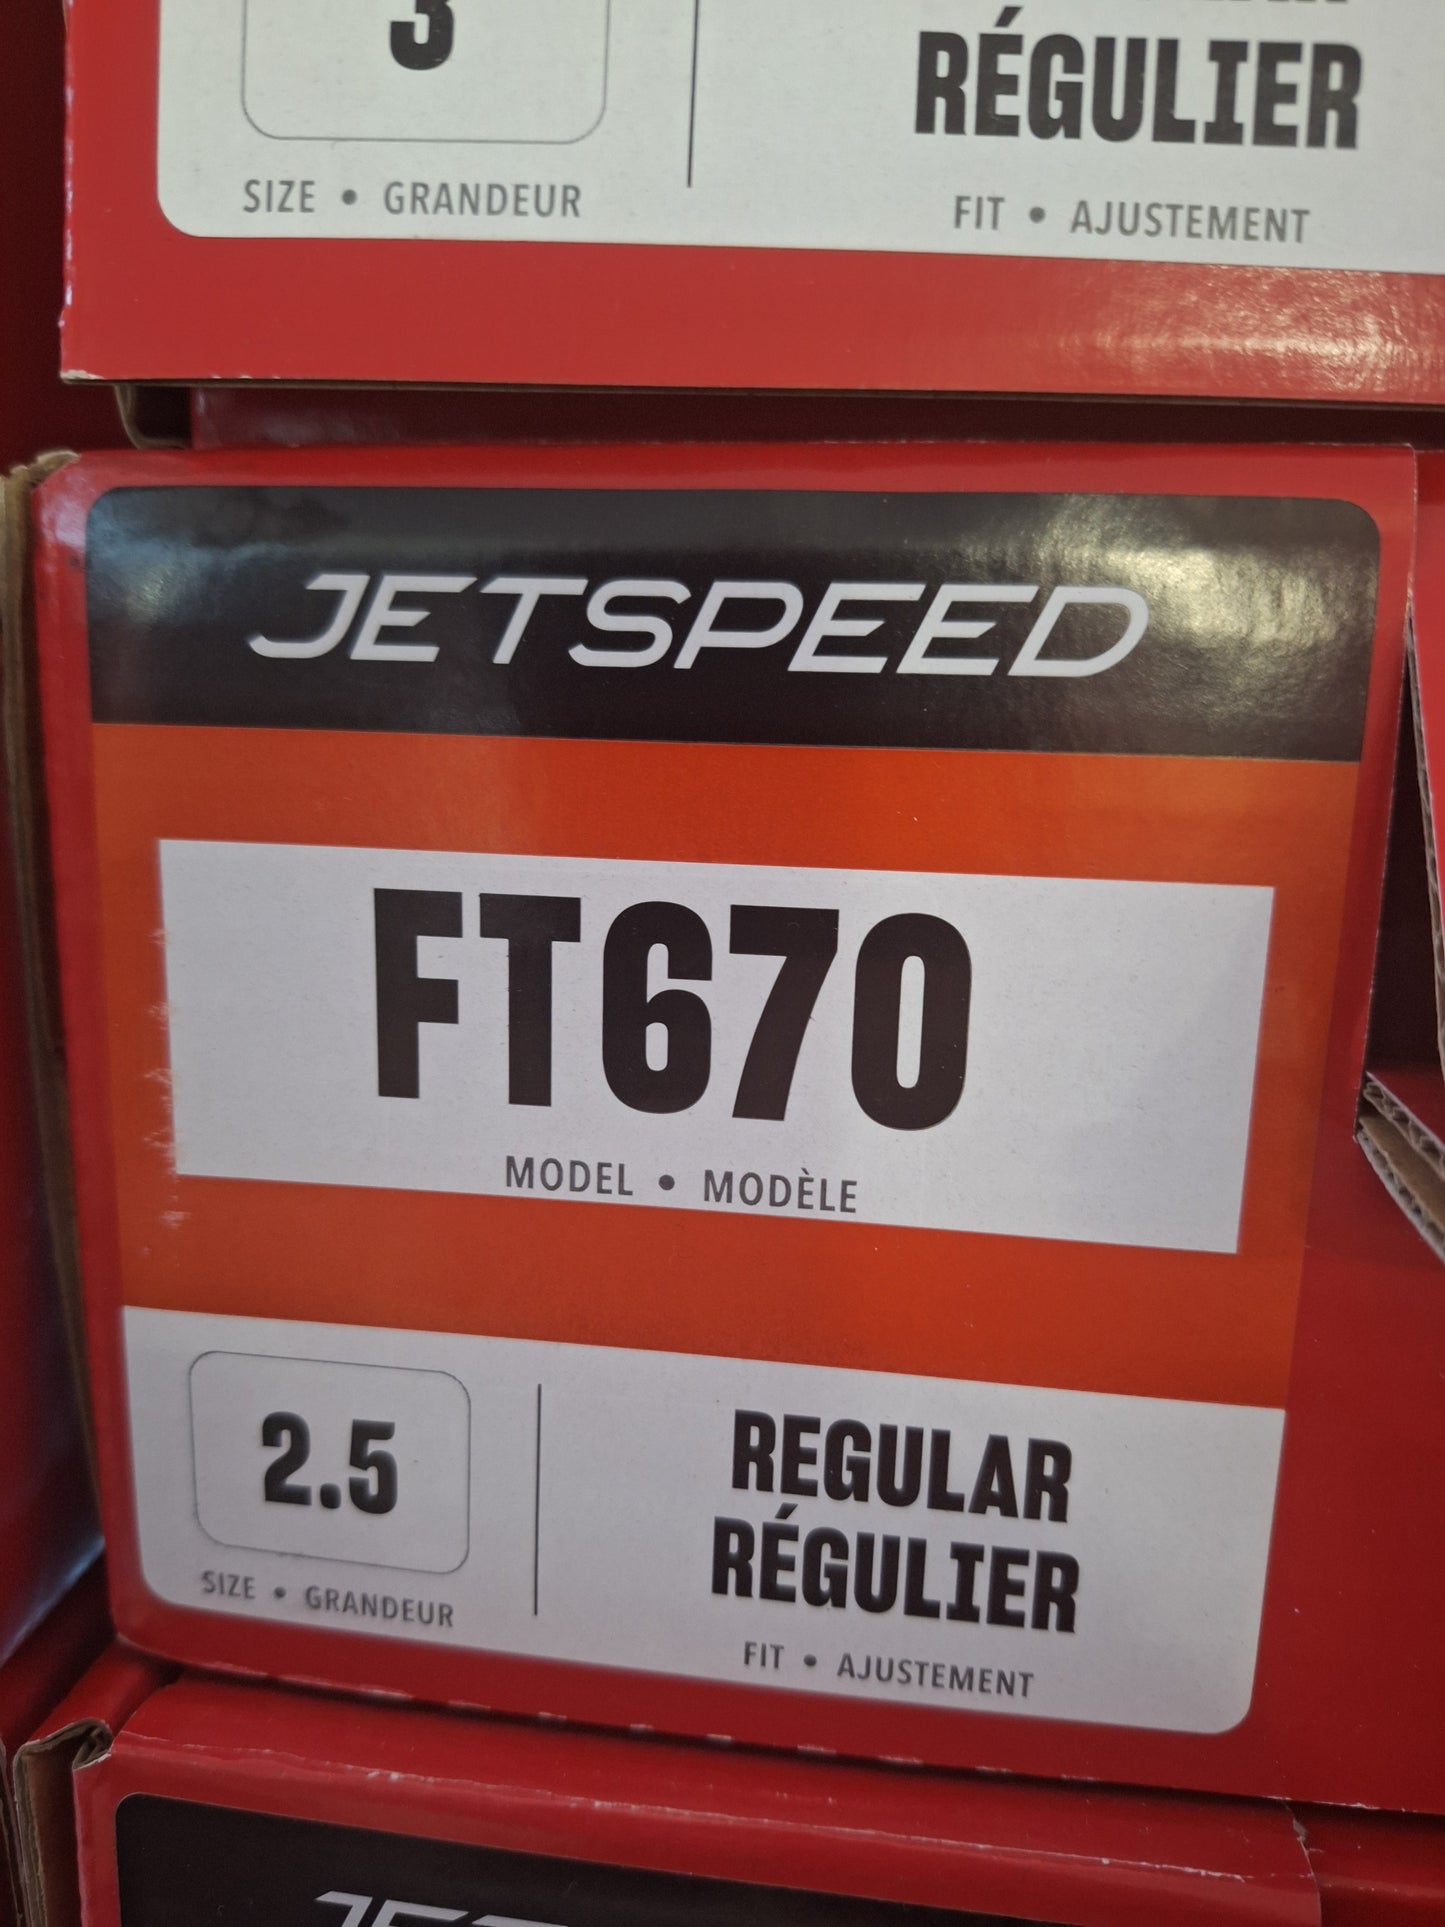 3
RÉGULIER
SIZE • GRANDEUR
FIT • AJUSTEMENT
JETSPEED
FT670
MODEL • MODÈLE
2.5
REGULAR
RÉGULIER
SIZE • GRANDEUR
FIT • AJUSTEMENT